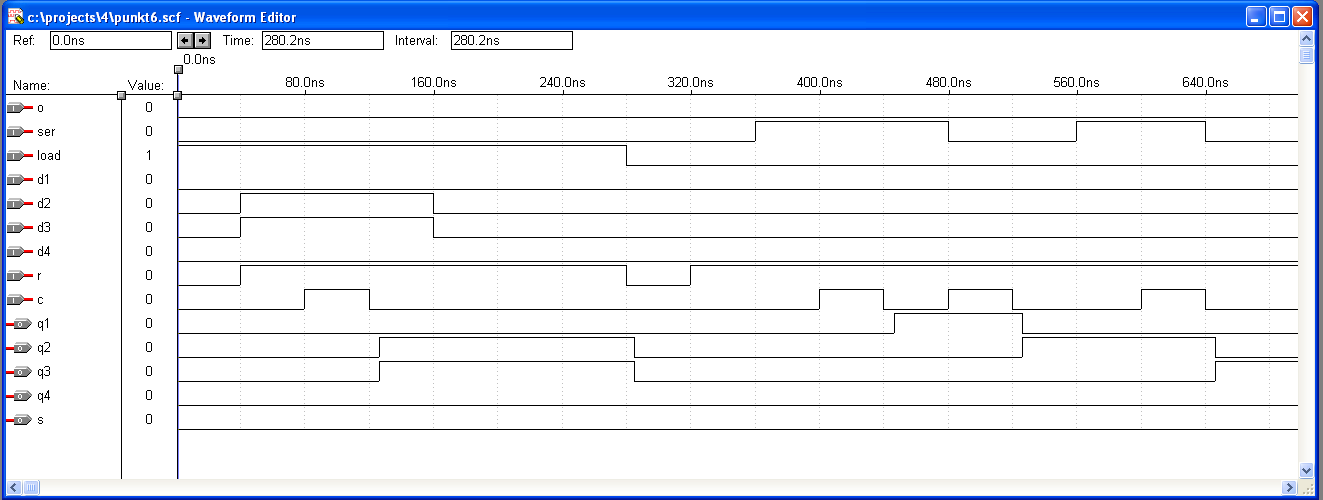 c:\projects\4\punkt6.scf - Waveform Editor
Ref: 0.0ns Time: 280.2ns Interval: 280.2ns
0.0ns
Name: Value: 80.0ns 160.0ns 240.0ns 320.0ns 400.0ns 480.0ns 560.0ns 640.0ns
o 0
ser 0
load 1
d1 0
d2 0
d3 0
d4 0
r 0
c 0
q1 0
q2 0
q3 0
q4 0
s 0